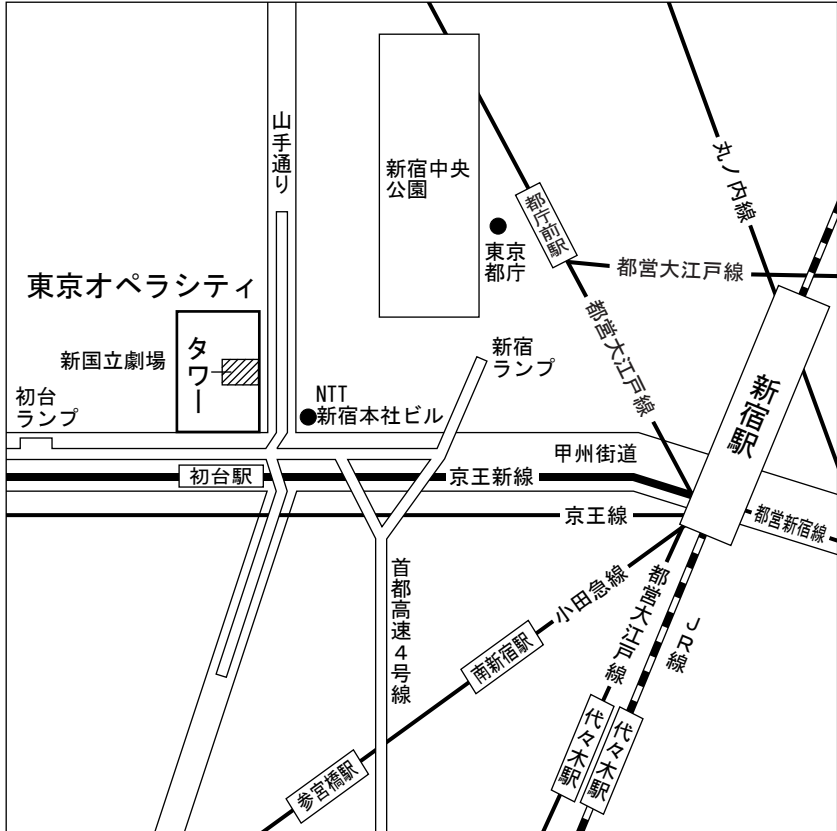 山手通り
新宿中央
公園
丸ノ内線
都庁前駅
東京
都庁
都営大江戸線
東京オペラシティ
都営大江戸線
新国立劇場
タワー
新宿
ランプ
初台
ランプ
NTT
新宿本社ビル
新宿駅
甲州街道
初台駅
京王新線
京王線
都営新宿線
首都高速4号線
小田急線
都営大江戸線
JR線
南新宿駅
代々木駅
代々木駅
参宮橋駅